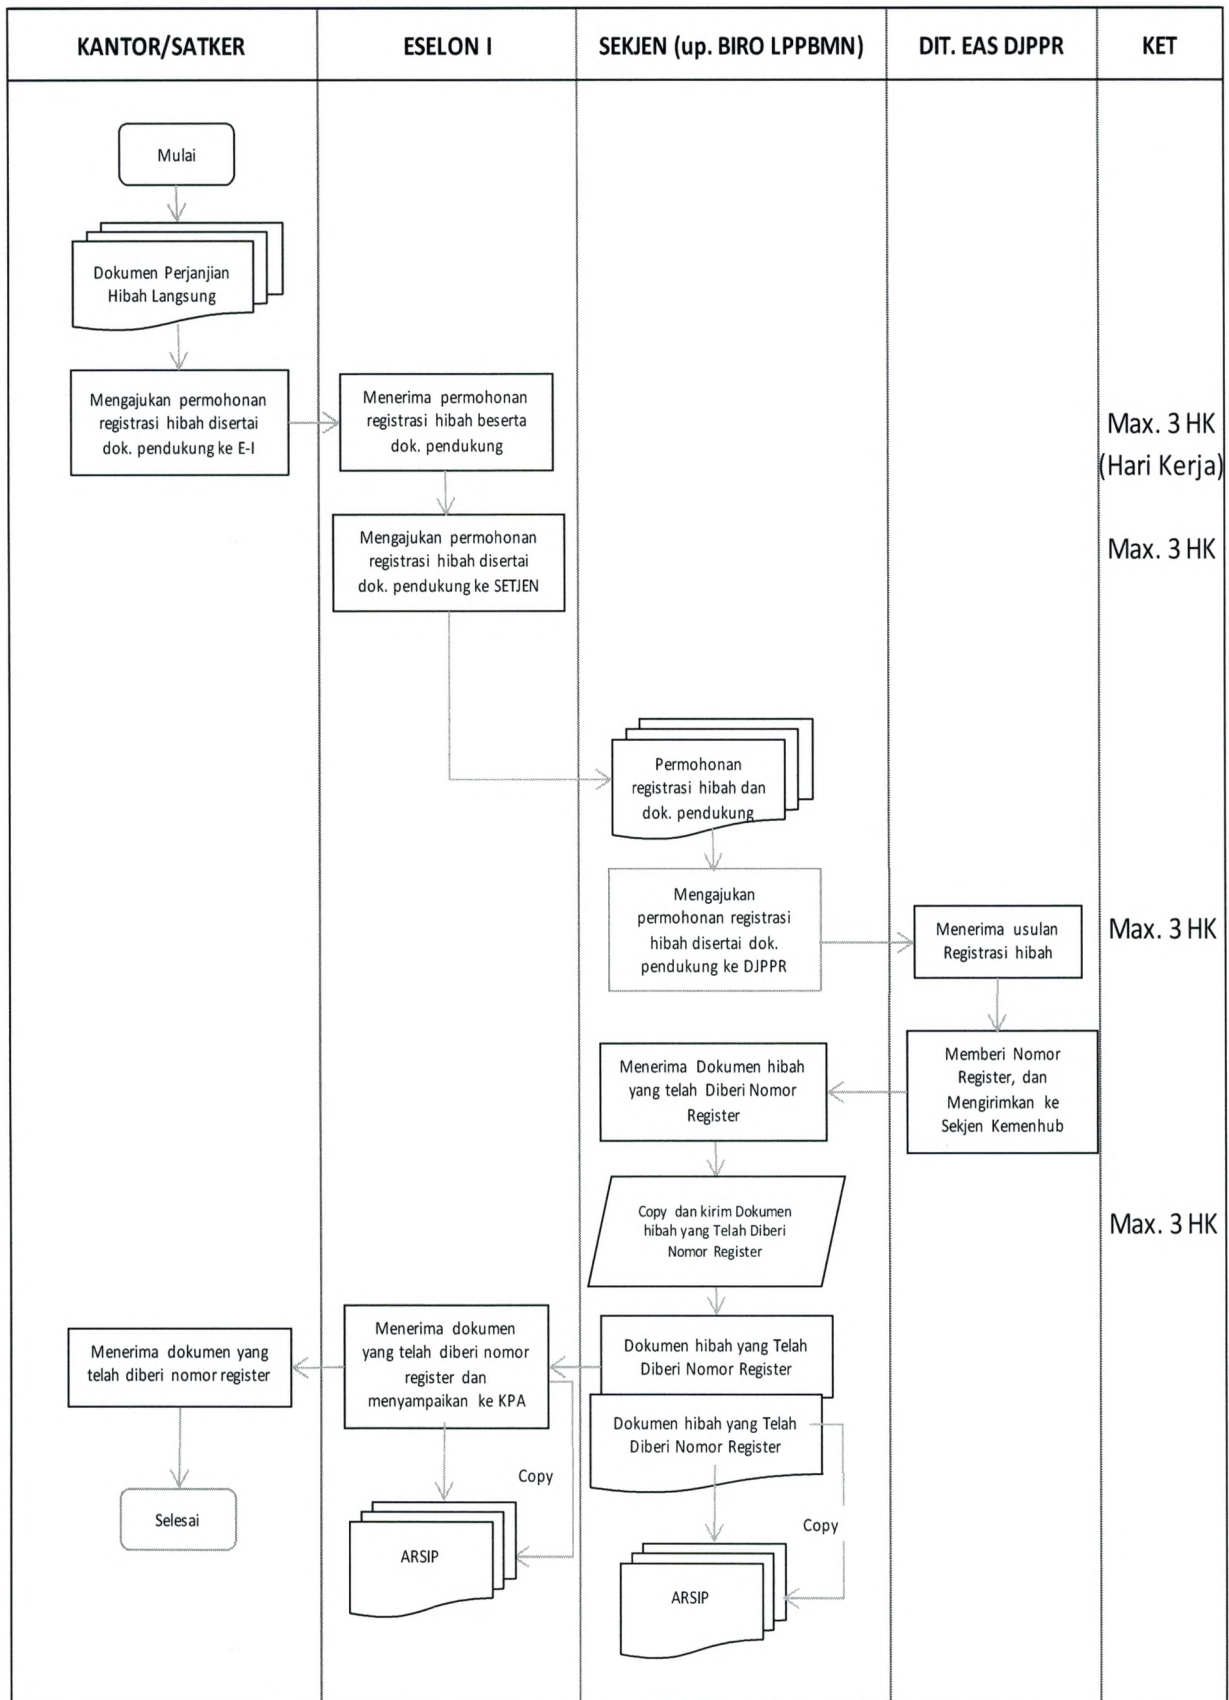 KANTOR/SATKER
ESELON I
SEKJEN (up. BIRO LPPBMN)
DIT. EAS DJPPR
KET
Mulai
Dokumen Perjanjian
Hibah Langsung
Mengajukan permohonan
registrasi hibah disertai
dok. pendukung ke E-I
Menerima permohonan
registrasi hibah beserta
dok. pendukung
Max. 3 HK
(Hari Kerja)
Mengajukan permohonan
registrasi hibah disertai
dok. pendukung ke SETJEN
Max. 3 HK
Permohonan
registrasi hibah dan
dok. pendukung
Mengajukan
permohonan registrasi
hibah disertai dok.
pendukung ke DJPPR
Menerima usulan
Registrasi hibah
Max. 3 HK
Memberi Nomor
Register, dan
Mengirimkan ke
Sekjen Kemenhub
Menerima Dokumen hibah
yang telah Diberi Nomor
Register
Copy dan kirim Dokumen
hibah yang Telah Diberi
Nomor Register
Max. 3 HK
Dokumen hibah yang Telah
Diberi Nomor Register
Menerima dokumen
yang telah diberi nomor
register dan
menyampaikan ke KPA
Menerima dokumen yang
telah diberi nomor register
Dokumen hibah yang Telah
Diberi Nomor Register
Copy
Copy
Selesai
ARSIP
ARSIP